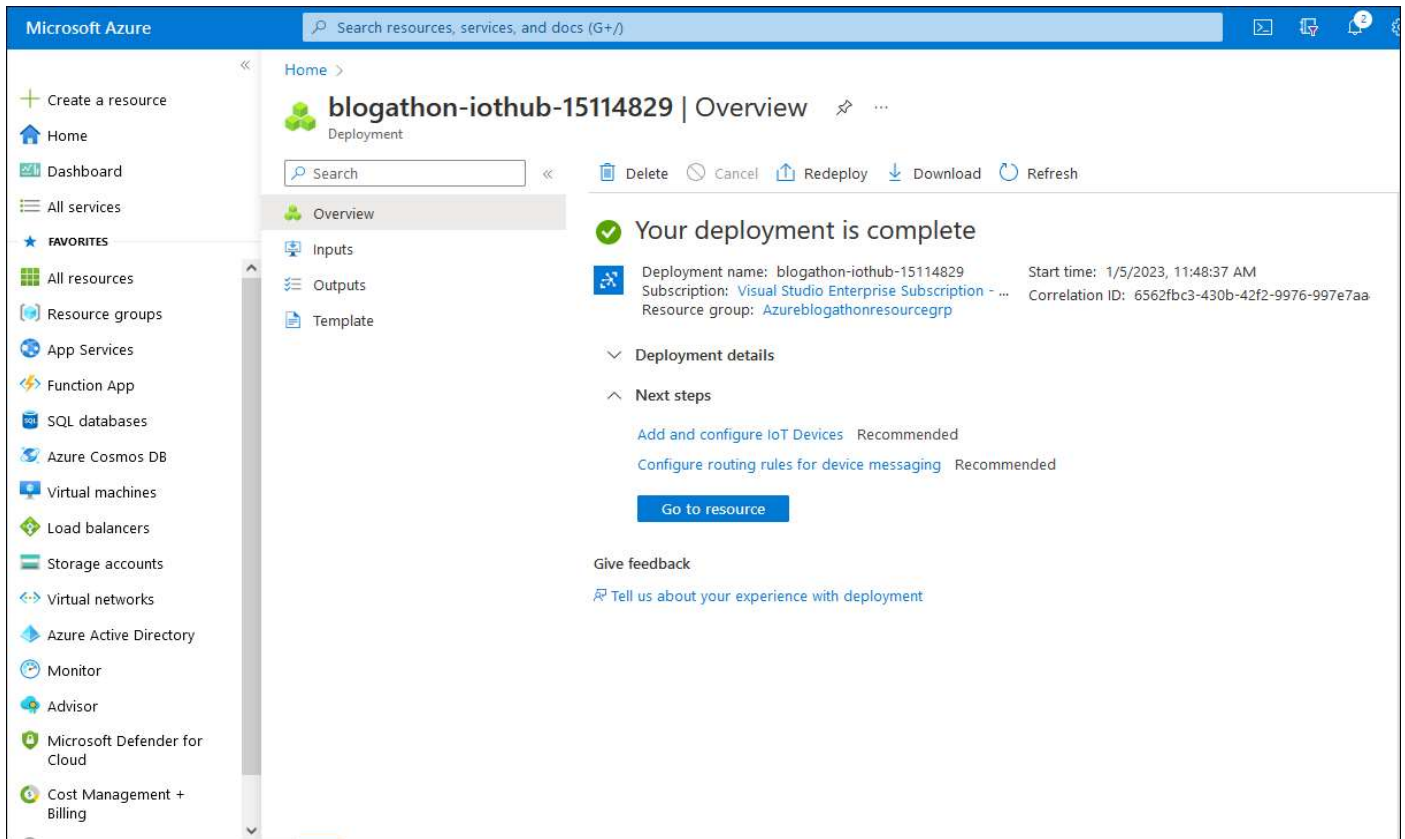 Microsoft Azure
Search resources, services, and docs (G+/)
2
Create a resource
Home
Dashboard
All services
FAVORITES
All resources
Resource groups
App Services
Function App
SQL databases
Azure Cosmos DB
Virtual machines
Load balancers
Storage accounts
Virtual networks
Azure Active Directory
Monitor
Advisor
Microsoft Defender for
Cloud
Cost Management +
Billing
Home >
blogathon-iothub-15114829 | Overview ...
Deployment
Search
Overview
Inputs
Outputs
Template
Delete Cancel Redeploy Download Refresh
Your deployment is complete
Deployment name: blogathon-iothub-15114829
Subscription: Visual Studio Enterprise Subscription - ...
Resource group: Azureblogathonresourcegrp
Start time: 1/5/2023, 11:48:37 AM
Correlation ID: 6562fbc3-430b-42f2-9976-997e7aa
Deployment details
Next steps
Add and configure IoT Devices Recommended
Configure routing rules for device messaging Recommended
Go to resource
Give feedback
Tell us about your experience with deployment